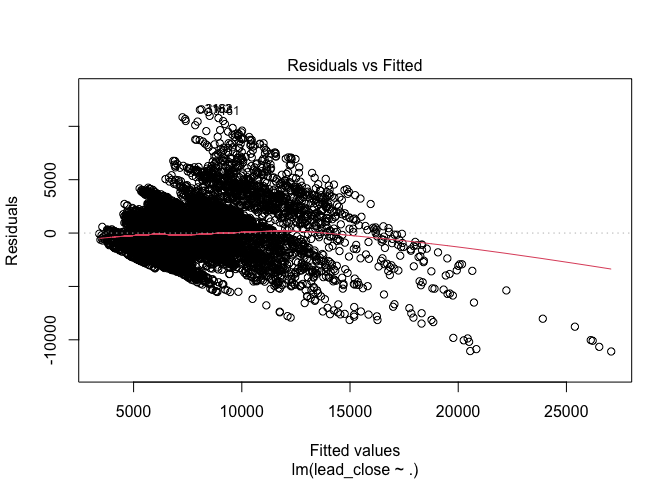 Residuals vs Fitted
Residuals
5000
0
-10000
5000
10000
15000
20000
25000
Fitted values
lm(lead_close ~ .)